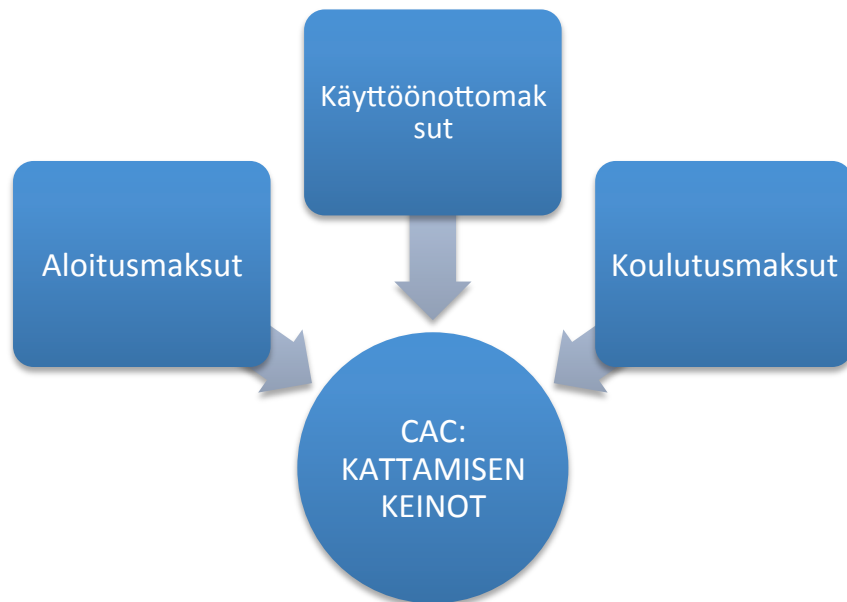 Käyttöönottomak
sut
Aloitusmaksut
Koulutusmaksut
CAC:
KATTAMISEN
KEINOT